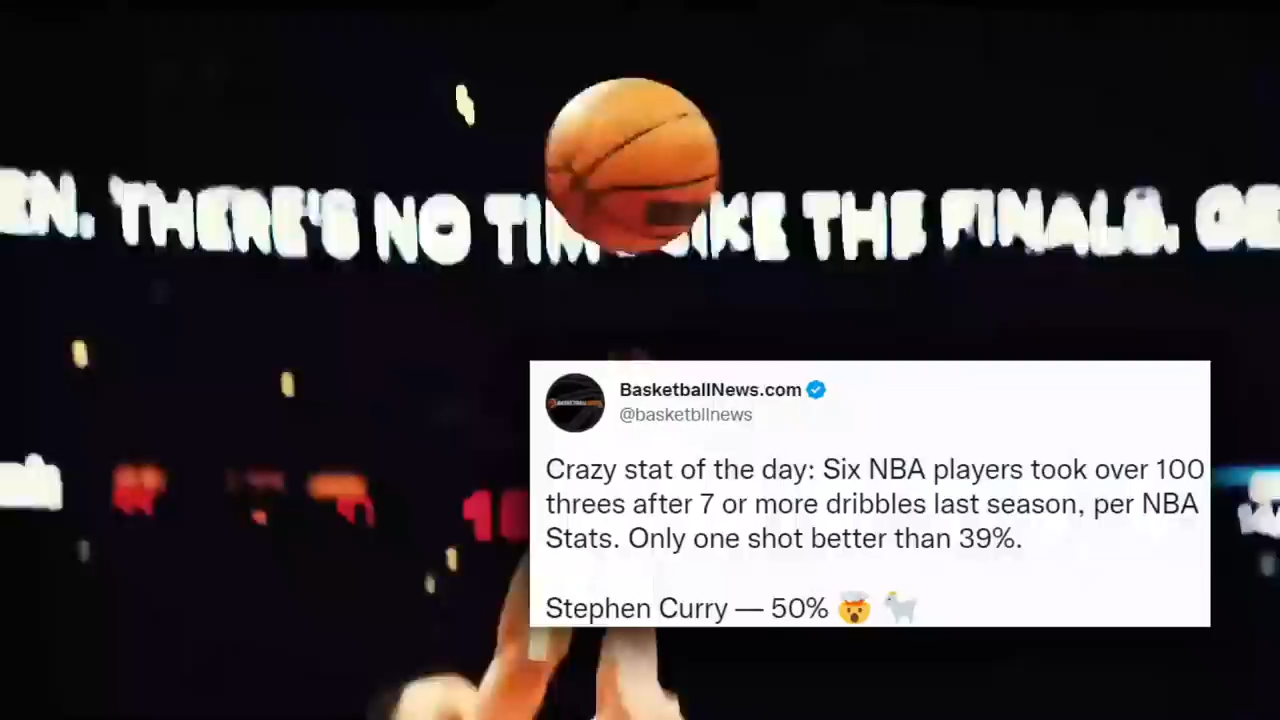 EN. THERE'S NO TIM LIKE THE FINALS. GE
BasketballNews.com
@basketbllnews
Crazy stat of the day: Six NBA players took over 100
threes after 7 or more dribbles last season, per NBA
Stats. Only one shot better than 39%.
Stephen Curry — 50% 🤯 🐐